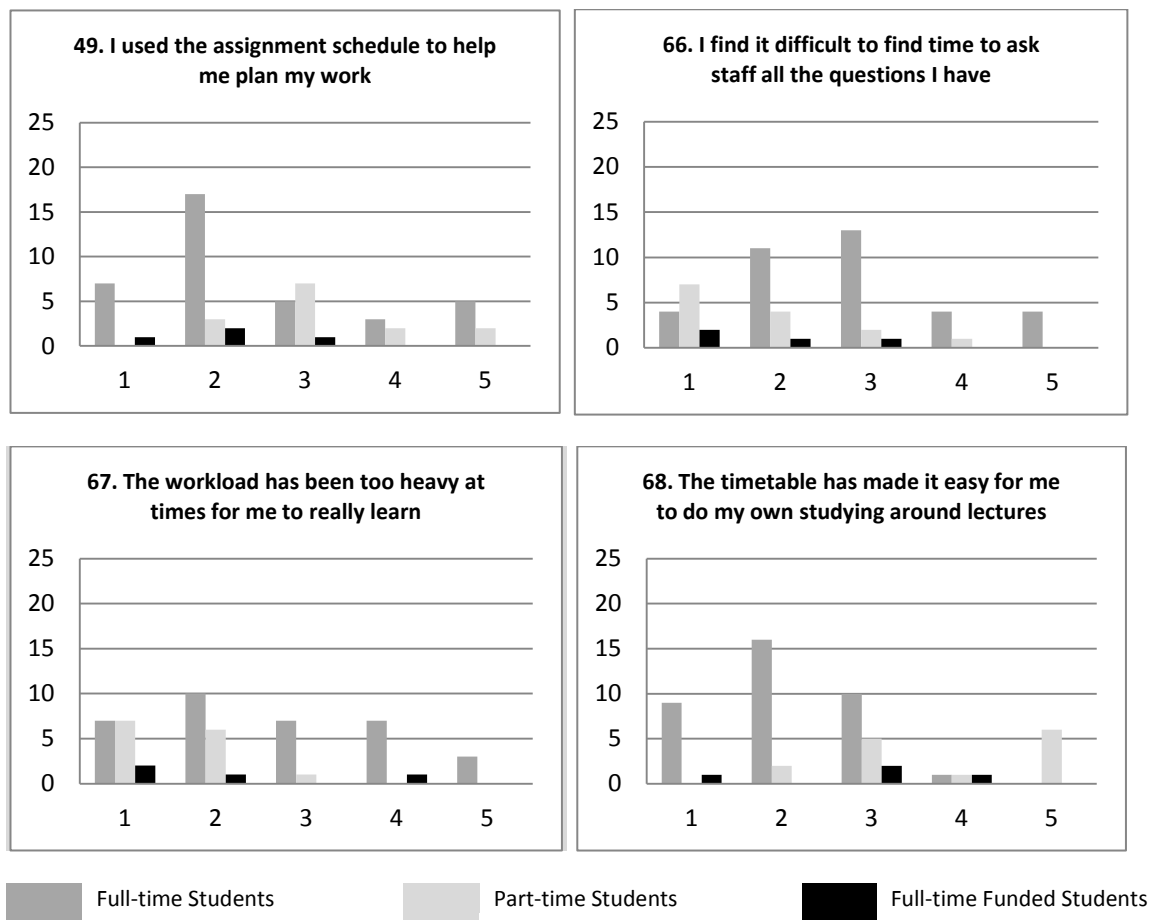 49. I used the assignment schedule to help
me plan my work
25
20
15
10
5
0
1 2 3 4 5
66. I find it difficult to find time to ask
staff all the questions I have
25
20
15
10
5
0
1 2 3 4 5
67. The workload has been too heavy at
times for me to really learn
25
20
15
10
5
0
1 2 3 4 5
68. The timetable has made it easy for me
to do my own studying around lectures
25
20
15
10
5
0
1 2 3 4 5
Full-time Students Part-time Students Full-time Funded Students